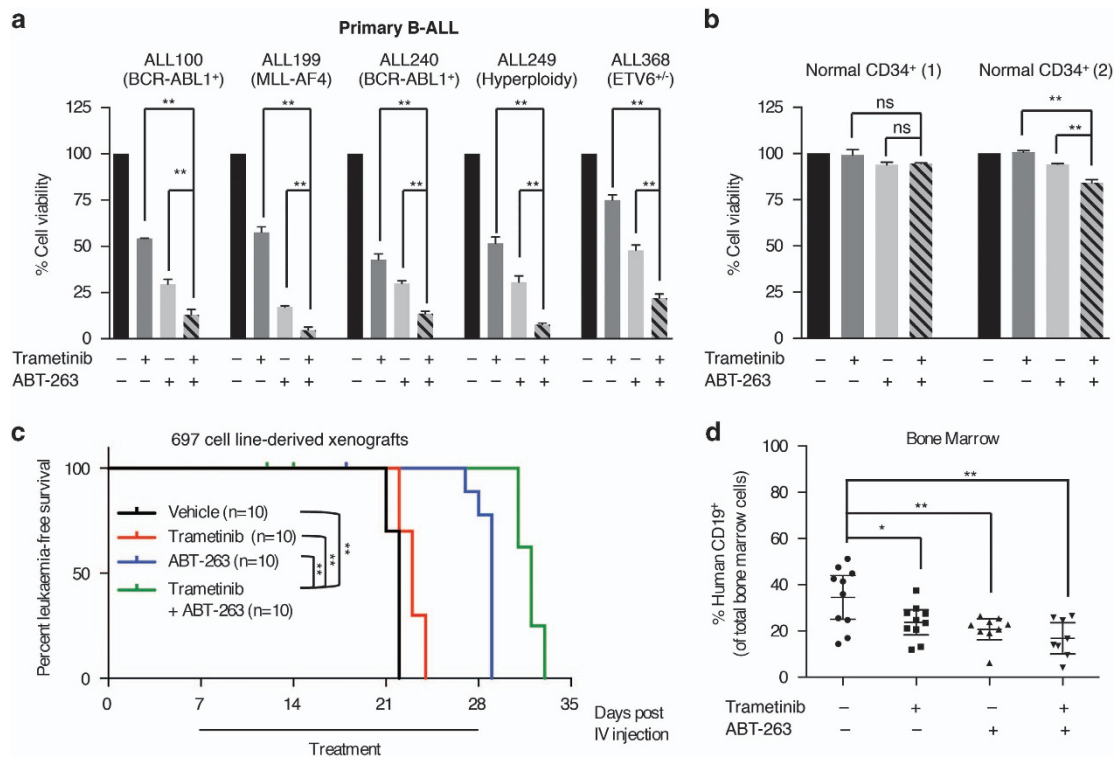 a
Primary B-ALL
ALL100 ALL199 ALL240 ALL249 ALL368
(BCR-ABL1⁺) (MLL-AF4) (BCR-ABL1⁺) (Hyperploidy) (ETV6⁺/⁻)
% Cell viability
125
100
75
50
25
0
** ** ** ** **
** ** ** ** **
Trametinib – + – + – + – + – + – + – + – + – + – +
ABT-263 – – + + – – + + – – + + – – + + – – + +
b
Normal CD34⁺ (1) Normal CD34⁺ (2)
% Cell viability
125
100
75
50
25
0
ns **
ns **
Trametinib – + – + – + – +
ABT-263 – – + + – – + +
c
697 cell line-derived xenografts
Percent leukaemia-free survival
100
50
0
Vehicle (n=10)
Trametinib (n=10)
ABT-263 (n=10)
Trametinib
+ ABT-263 (n=10)
** ** **
0 7 14 21 28 35
Days post
IV injection
Treatment
d
Bone Marrow
% Human CD19⁺
(of total bone marrow cells)
100
80
60
40
20
0
**
**
*
Trametinib – + – +
ABT-263 – – + +